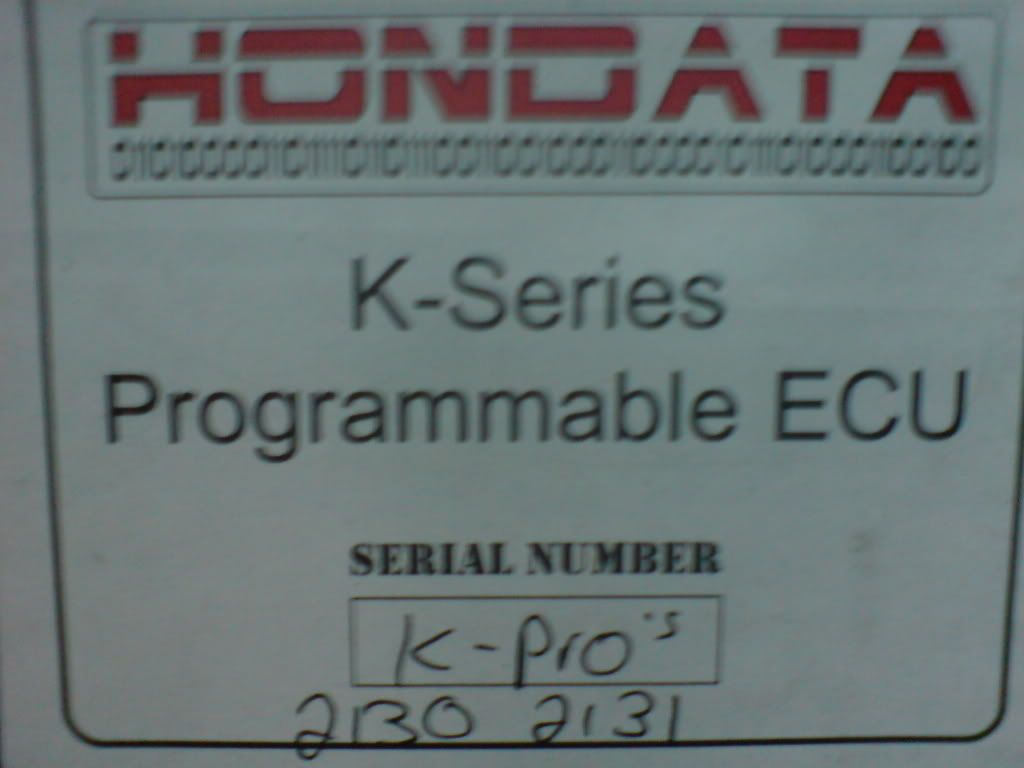 HONDATA
K-Series
Programmable ECU
SERIAL NUMBER
K-Pro's
2130 2131